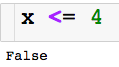 x <= 4
False